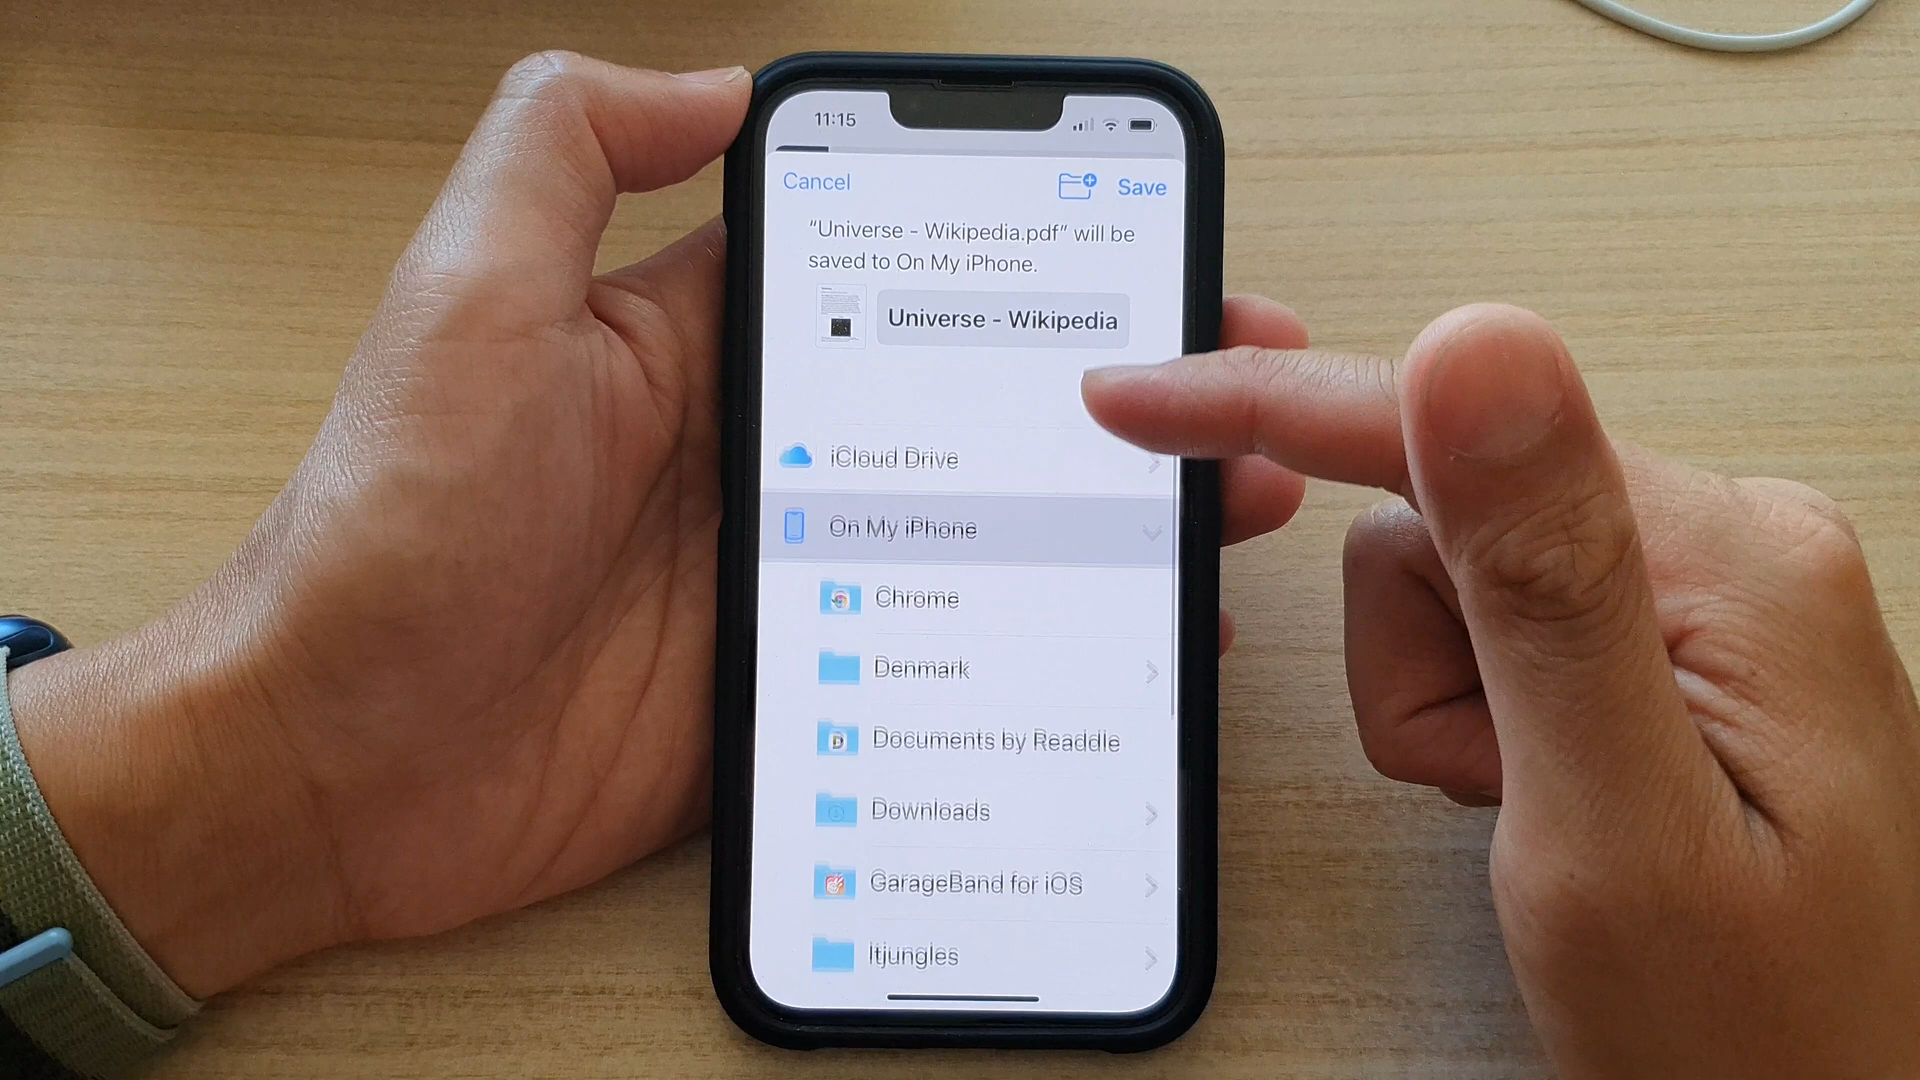 11:15
Cancel
Save
“Universe - Wikipedia.pdf” will be
saved to On My iPhone.
Universe - Wikipedia
iCloud Drive
On My iPhone
Chrome
Denmark
Documents by Readdle
Downloads
GarageBand for iOS
ltjungles